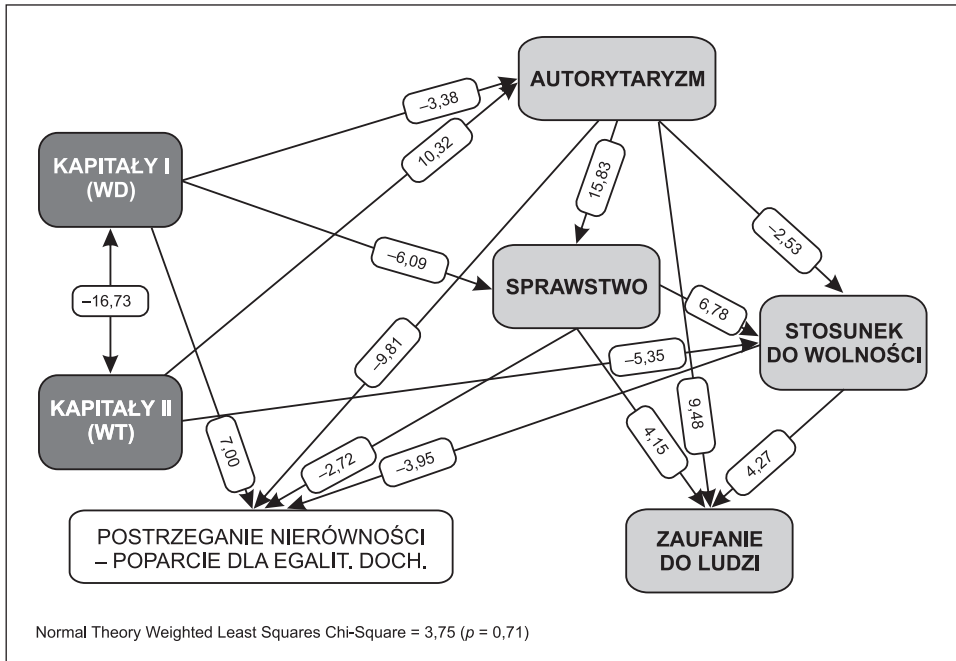 AUTORYTARYZM
–3,38
10,32
KAPITAŁY I
(WD)
15,83
–2,53
–6,09
SPRAWSTWO
–16,73
6,78
STOSUNEK
DO WOLNOŚCI
–9,81
–5,35
KAPITAŁY II
(WT)
9,48
7,00
–2,72
–3,95
4,15
4,27
POSTRZEGANIE NIERÓWNOŚCI
– POPARCIE DLA EGALIT. DOCH.
ZAUFANIE
DO LUDZI
Normal Theory Weighted Least Squares Chi-Square = 3,75 (p = 0,71)